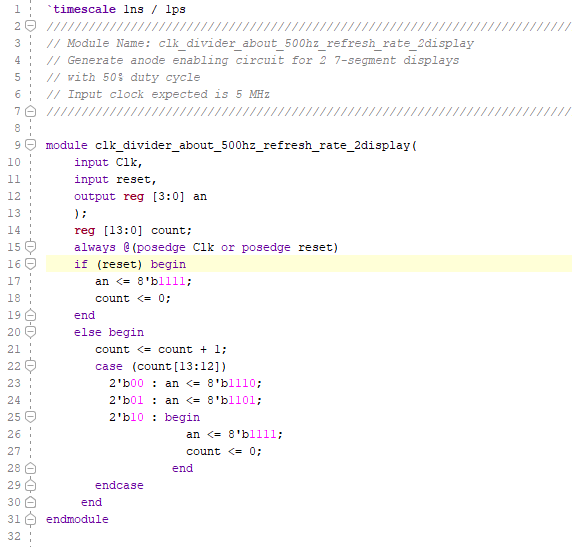 1 `timescale 1ns / 1ps
2 //////////////////////////////////////////////////////////////////////////
3 // Module Name: clk_divider_about_500hz_refresh_rate_2display
4 // Generate anode enabling circuit for 2 7-segment displays
5 // with 50% duty cycle
6 // Input clock expected is 5 MHz
7 //////////////////////////////////////////////////////////////////////////
8
9 module clk_divider_about_500hz_refresh_rate_2display(
10 input Clk,
11 input reset,
12 output reg [3:0] an
13 );
14 reg [13:0] count;
15 always @(posedge Clk or posedge reset)
16 if (reset) begin
17 an <= 8'b1111;
18 count <= 0;
19 end
20 else begin
21 count <= count + 1;
22 case (count[13:12])
23 2'b00 : an <= 8'b1110;
24 2'b01 : an <= 8'b1101;
25 2'b10 : begin
26 an <= 8'b1111;
27 count <= 0;
28 end
29 endcase
30 end
31 endmodule
32